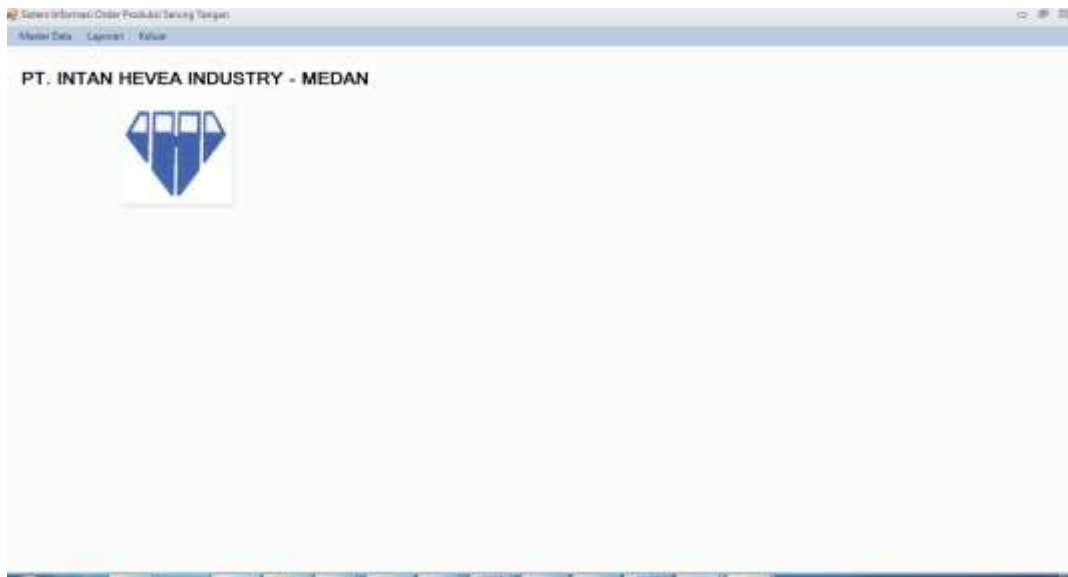 Sistem Informasi Order Produksi Sarung Tangan
Master Data Laporan Keluar
PT. INTAN HEVEA INDUSTRY - MEDAN